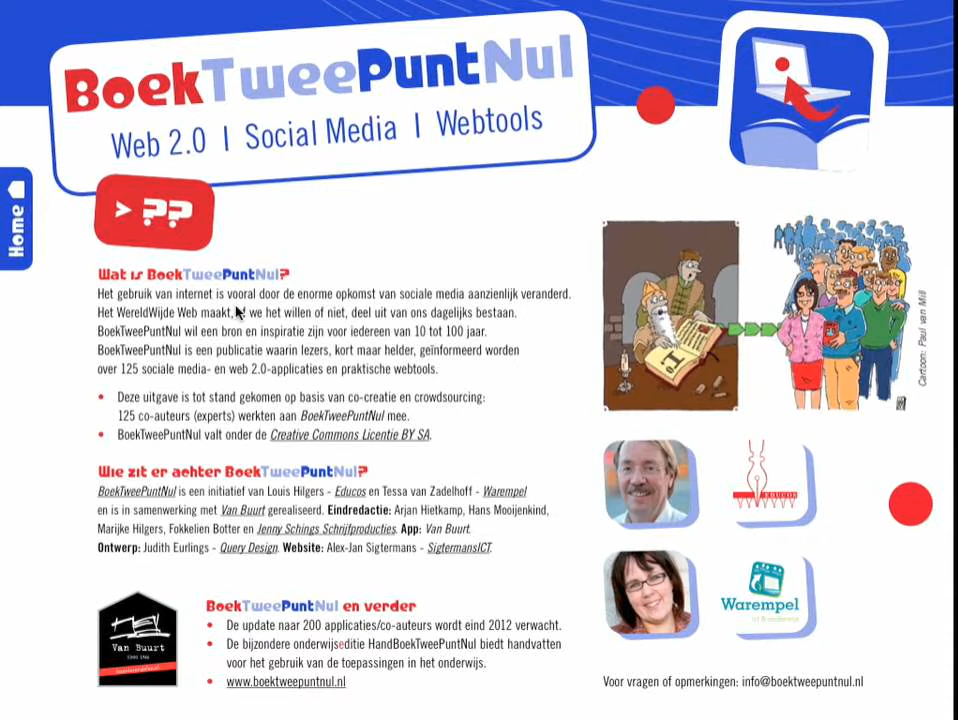 BoekTweePuntNul
Web 2.0 | Social Media | Webtools
> ??
Home
Wat is BoekTweePuntNul?
Het gebruik van internet is vooral door de enorme opkomst van sociale media aanzienlijk veranderd.
Het WereldWijde Web maakt, we het willen of niet, deel uit van ons dagelijks bestaan.
BoekTweePuntNul wil een bron en inspiratie zijn voor iedereen van 10 tot 100 jaar.
BoekTweePuntNul is een publicatie waarin lezers, kort maar helder, geïnformeerd worden
over 125 sociale media- en web 2.0-applicaties en praktische webtools.
• Deze uitgave is tot stand gekomen op basis van co-creatie en crowdsourcing:
125 co-auteurs (experts) werkten aan BoekTweePuntNul mee.
• BoekTweePuntNul valt onder de Creative Commons Licentie BY SA.
Cartoon: Paul van Mill
Wie zit er achter BoekTweePuntNul?
BoekTweePuntNul is een initiatief van Louis Hilgers - Educos en Tessa van Zadelhoff - Warempel
en is in samenwerking met Van Buurt gerealiseerd. Eindredactie: Arjan Hietkamp, Hans Mooijenkind,
Marijke Hilgers, Fokkelien Botter en Jenny Schings Schrijfproducties. App: Van Buurt.
Ontwerp: Judith Eurlings - Query Design. Website: Alex-Jan Sigtermans - SigtermansICT.
EDUCOS
Warempel
Van Buurt
BoekTweePuntNul en verder
• De update naar 200 applicaties/co-auteurs wordt eind 2012 verwacht.
• De bijzondere onderwijseditie HandBoekTweePuntNul biedt handvatten
voor het gebruik van de toepassingen in het onderwijs.
• www.boektweepuntnul.nl
Voor vragen of opmerkingen: info@boektweepuntnul.nl